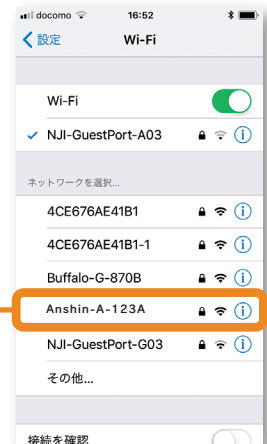 docomo 16:52
設定 Wi-Fi
Wi-Fi
NJI-GuestPort-A03
ネットワークを選択...
4CE676AE41B1
4CE676AE41B1-1
Buffalo-G-870B
Anshin-A-123A
NJI-GuestPort-G03
その他...
接続を確認